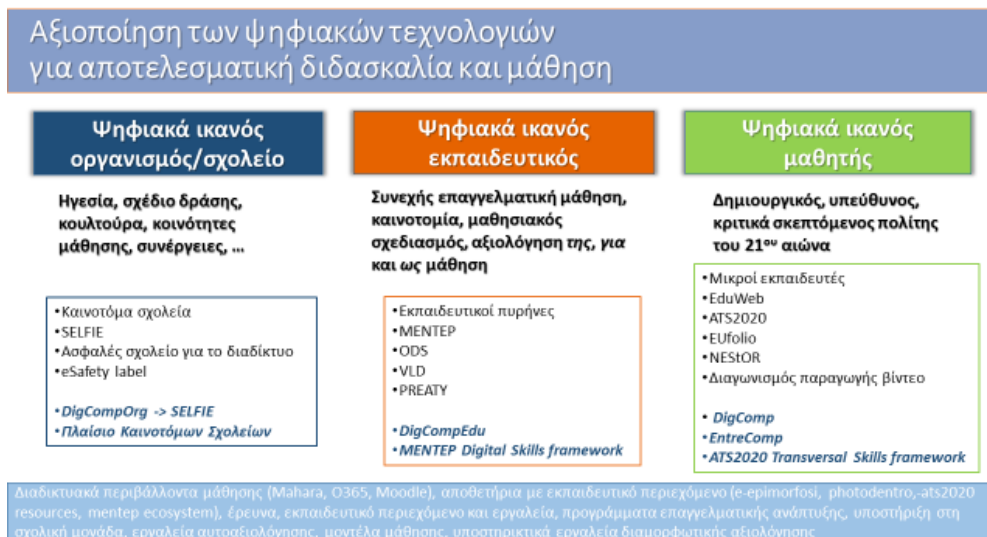 Αξιοποίηση των ψηφιακών τεχνολογιών
για αποτελεσματική διδασκαλία και μάθηση
Ψηφιακά ικανός
οργανισμός/σχολείο
Ηγεσία, σχέδιο δράσης,
κουλτούρα, κοινότητες
μάθησης, συνέργειες, ...
•Καινοτόμα σχολεία
•SELFIE
•Ασφαλές σχολείο για το διαδίκτυο
•eSafety label
•DigCompOrg -> SELFIE
•Πλαίσιο Καινοτόμων Σχολείων
Ψηφιακά ικανός
εκπαιδευτικός
Συνεχής επαγγελματική μάθηση,
καινοτομία, μαθησιακός
σχεδιασμός, αξιολόγηση της, για
και ως μάθηση
•Εκπαιδευτικοί πυρήνες
•MENTEP
•ODS
•VLD
•PREATY
•DigCompEdu
•MENTEP Digital Skills framework
Ψηφιακά ικανός
μαθητής
Δημιουργικός, υπεύθυνος,
κριτικά σκεπτόμενος πολίτης
του 21ου αιώνα
•Μικροί εκπαιδευτές
•EduWeb
•ATS2020
•EUfolio
•NEStOR
•Διαγωνισμός παραγωγής βίντεο
• DigComp
•EntreComp
•ATS2020 Transversal Skills framework
Διαδικτυακά περιβάλλοντα μάθησης (Mahara, O365, Moodle), αποθετήρια με εκπαιδευτικό περιεχόμενο (e-epimorfosi, photodentro,-ats2020
resources, mentep ecosystem), έρευνα, εκπαιδευτικό περιεχόμενο και εργαλεία, προγράμματα επαγγελματικής ανάπτυξης, υποστήριξη στη
σχολική μονάδα, εργαλεία αυτοαξιολόγησης, μοντέλα μάθησης, υποστηρικτικά εργαλεία διαμορφωτικής αξιολόγησης